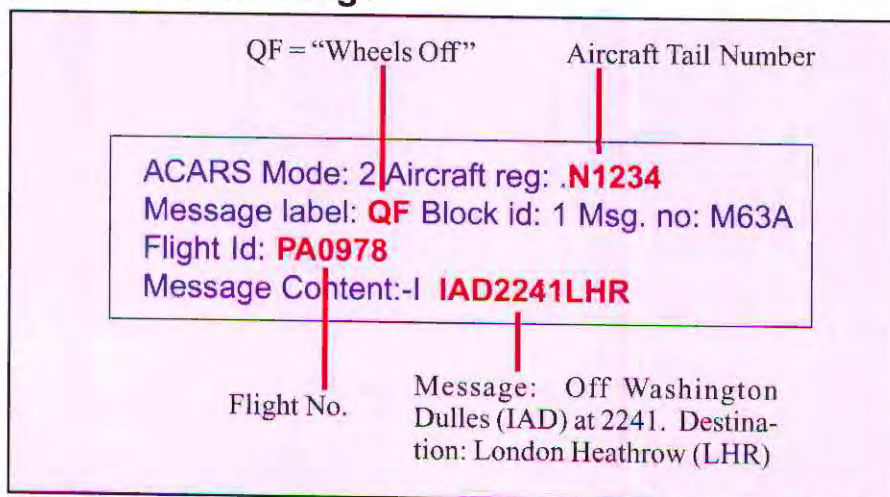 QF = "Wheels Off"
Aircraft Tail Number
ACARS Mode: 2 Aircraft reg: .N1234
Message label: QF Block id: 1 Msg. no: M63A
Flight Id: PA0978
Message Content:-I IAD2241LHR
Flight No.
Message: Off Washington
Dulles (IAD) at 2241. Destina-
tion: London Heathrow (LHR)